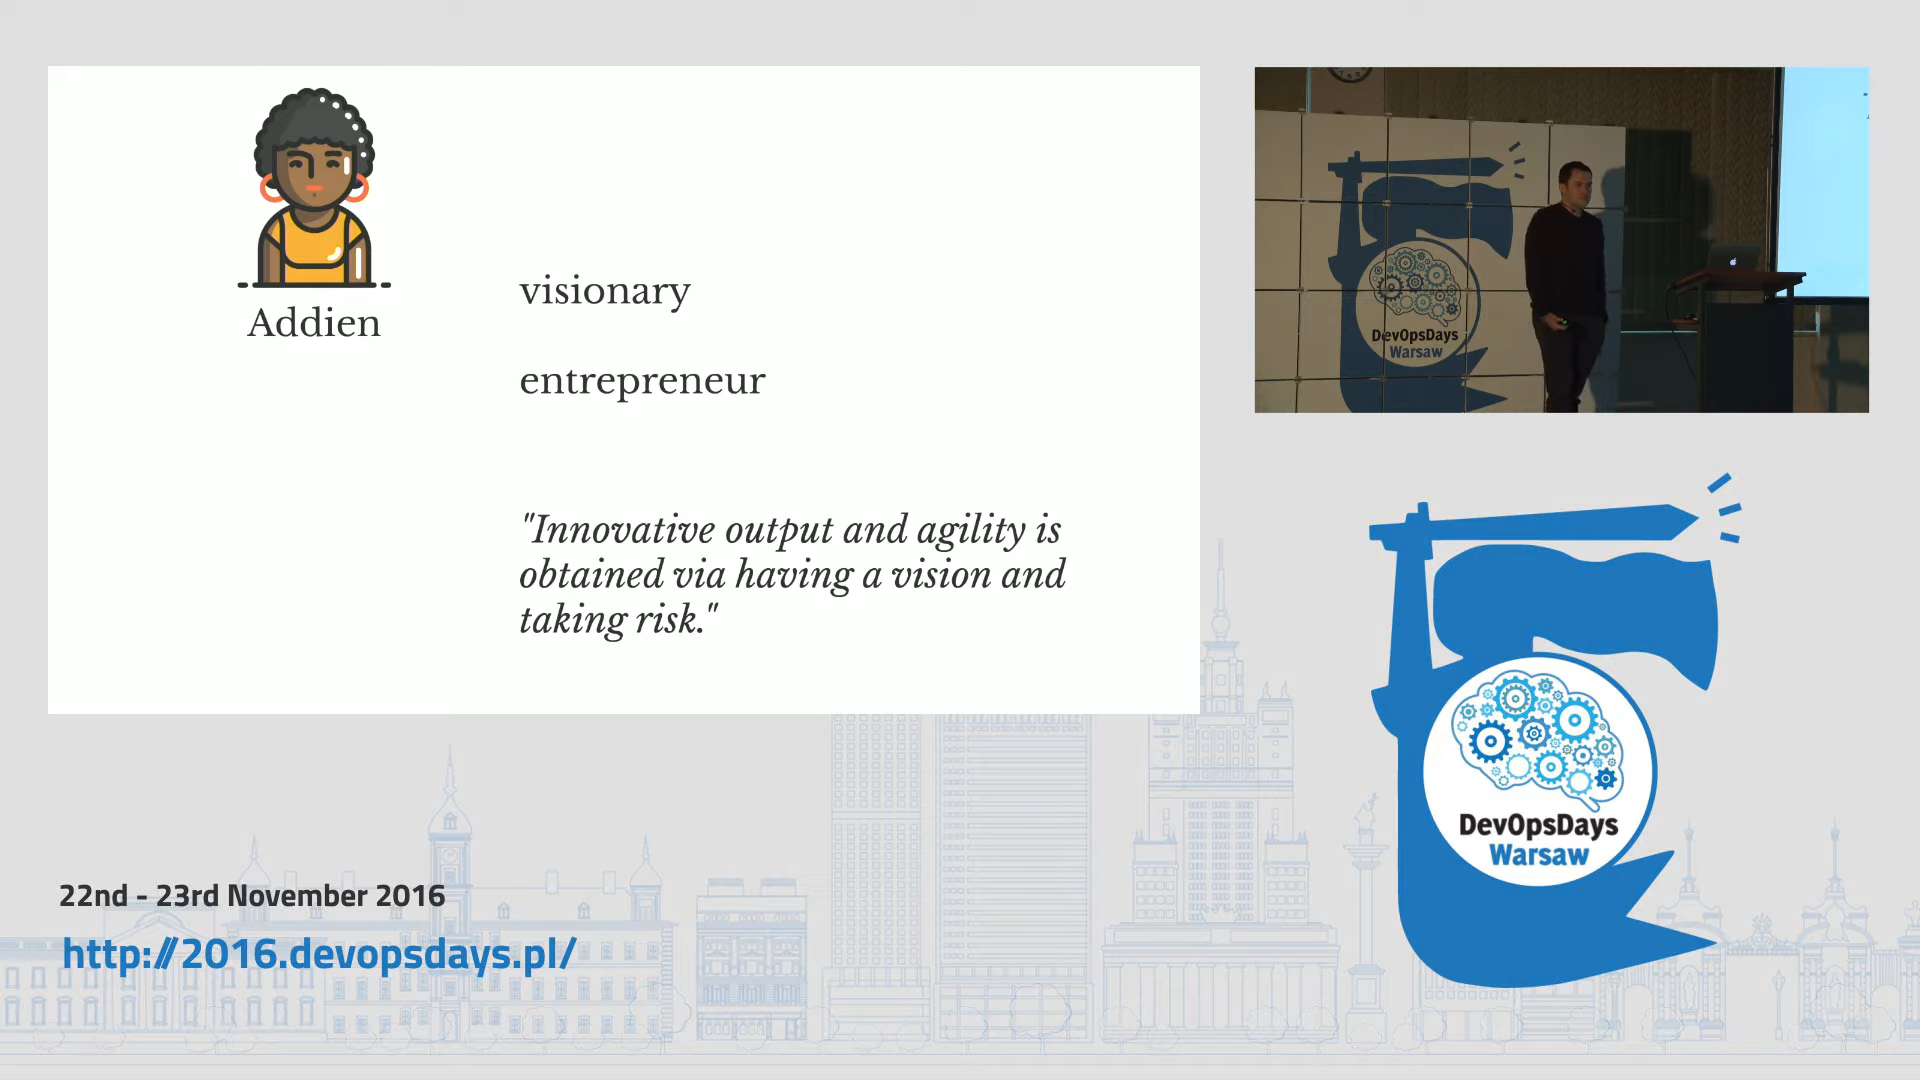 Addien
visionary
entrepreneur
"Innovative output and agility is
obtained via having a vision and
taking risk."
DevOpsDays
Warsaw
DevOpsDays
Warsaw
22nd - 23rd November 2016
http://2016.devopsdays.pl/